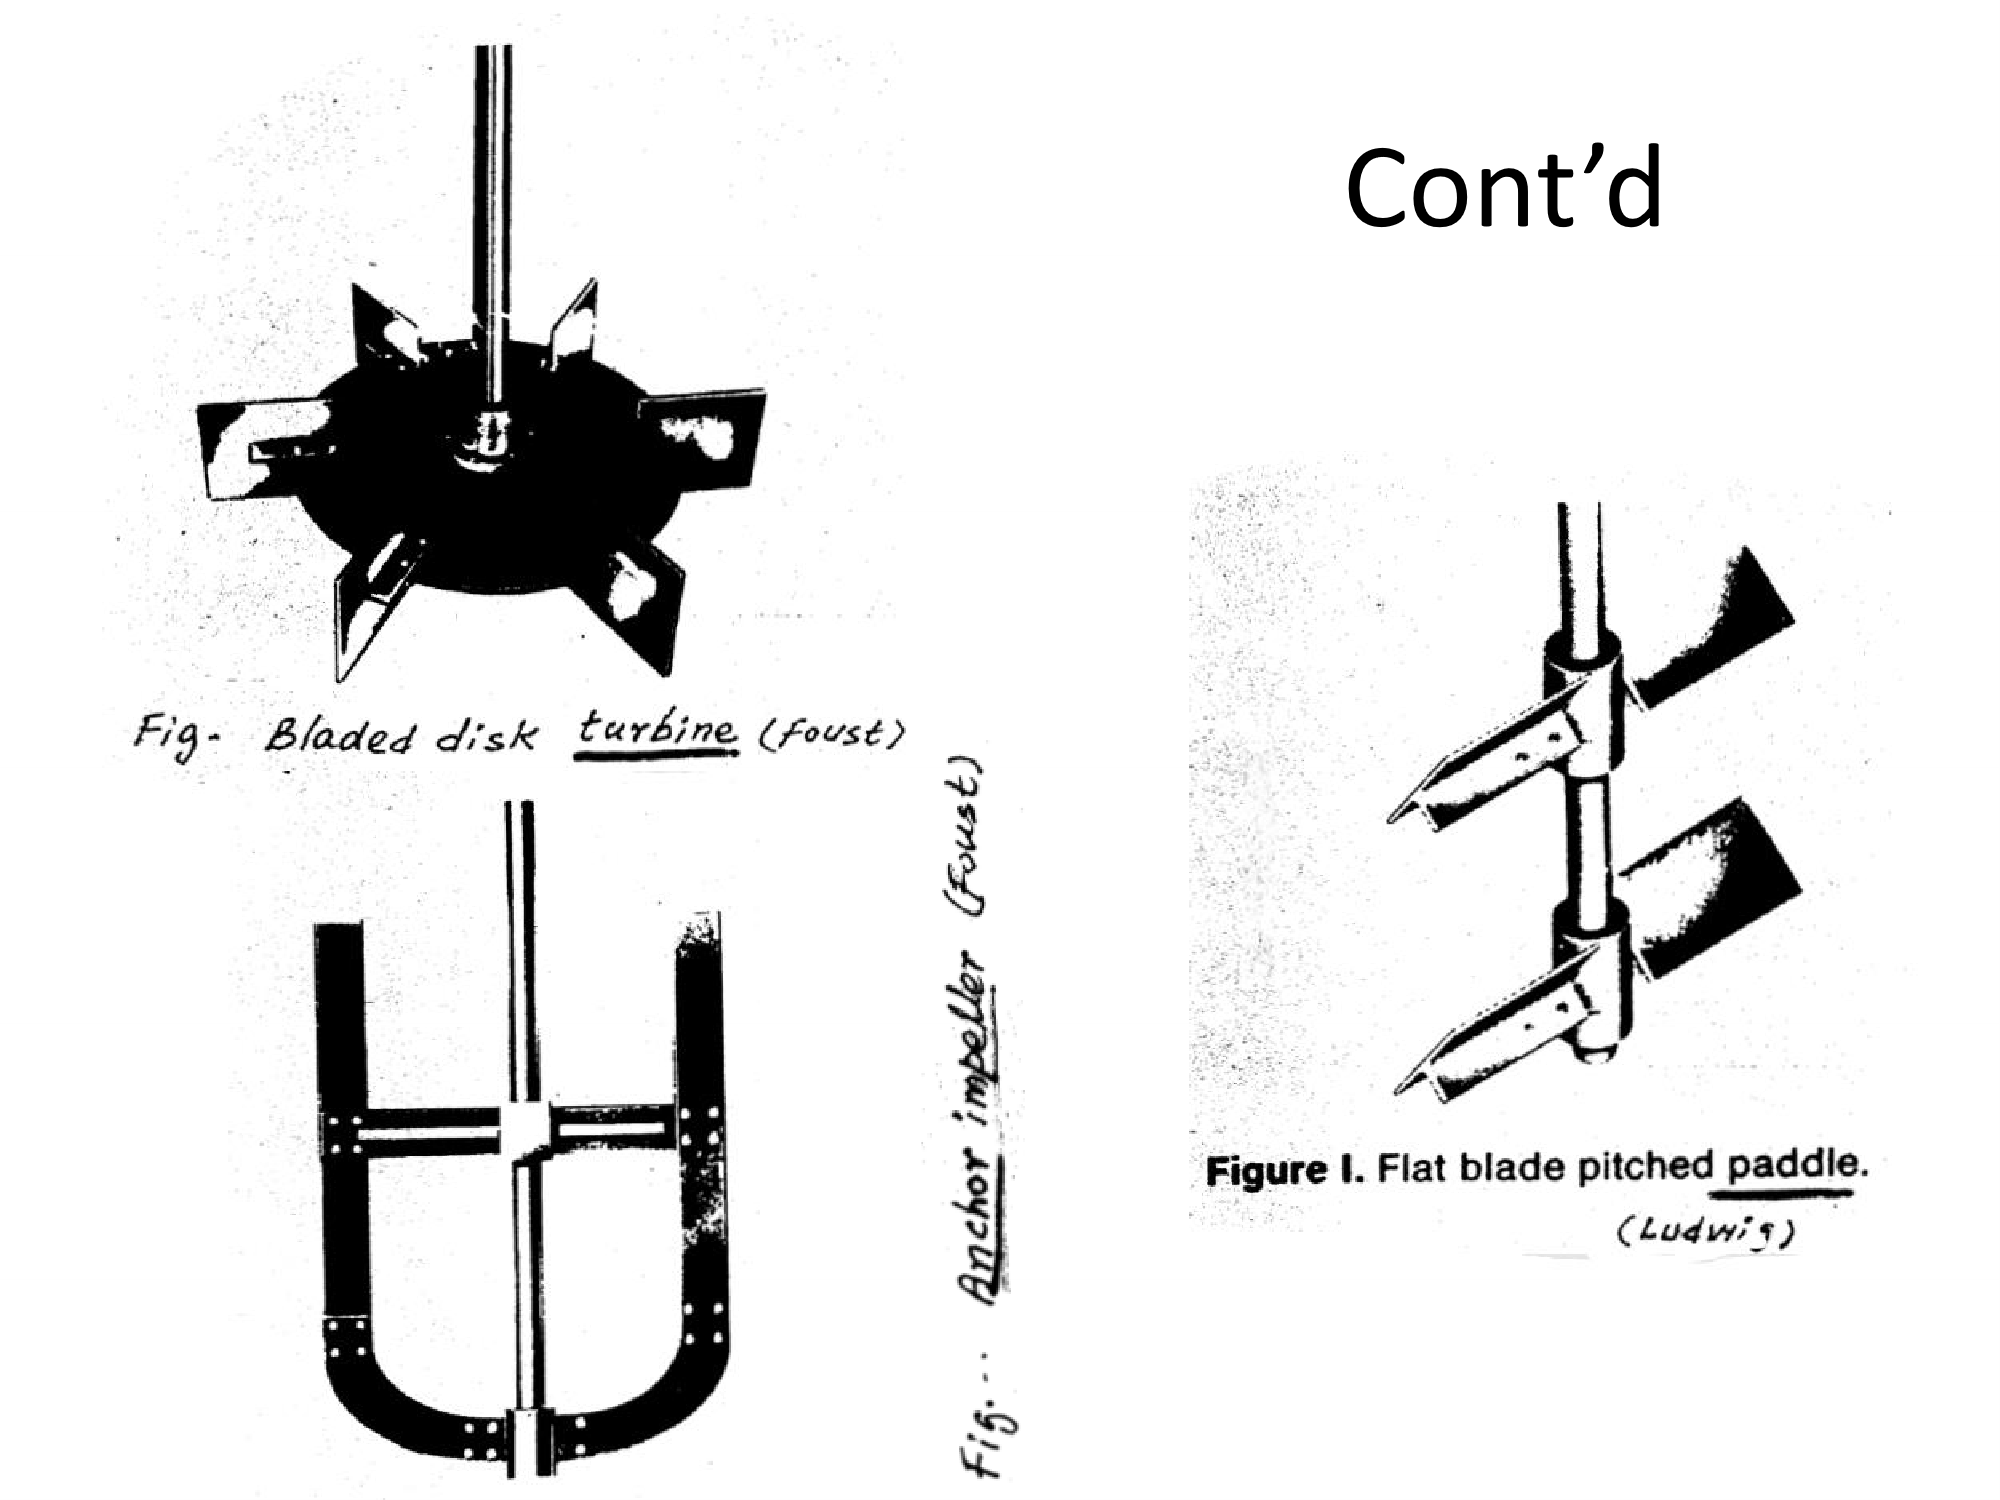 Cont’d
Fig. Bladed disk turbine (Foust)
Fig... Anchor impeller (Foust)
Figure I. Flat blade pitched paddle.
(Ludwig)